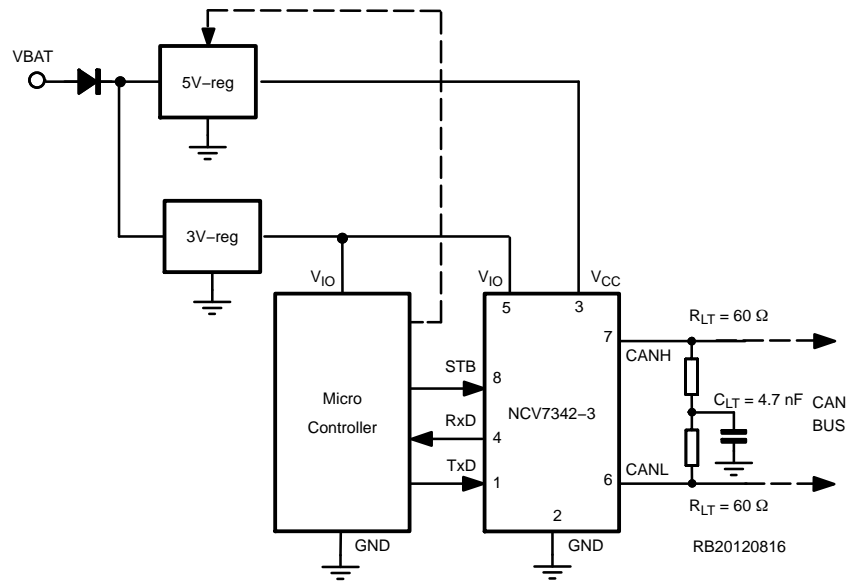 VBAT
5V−reg
3V−reg
VIO
VIO
VCC
5
3
7
RLT = 60 Ω
CANH
STB
8
Micro
Controller
NCV7342−3
CLT = 4.7 nF
CAN
BUS
RxD
4
TxD
1
CANL
6
RLT = 60 Ω
2
GND
GND
RB20120816